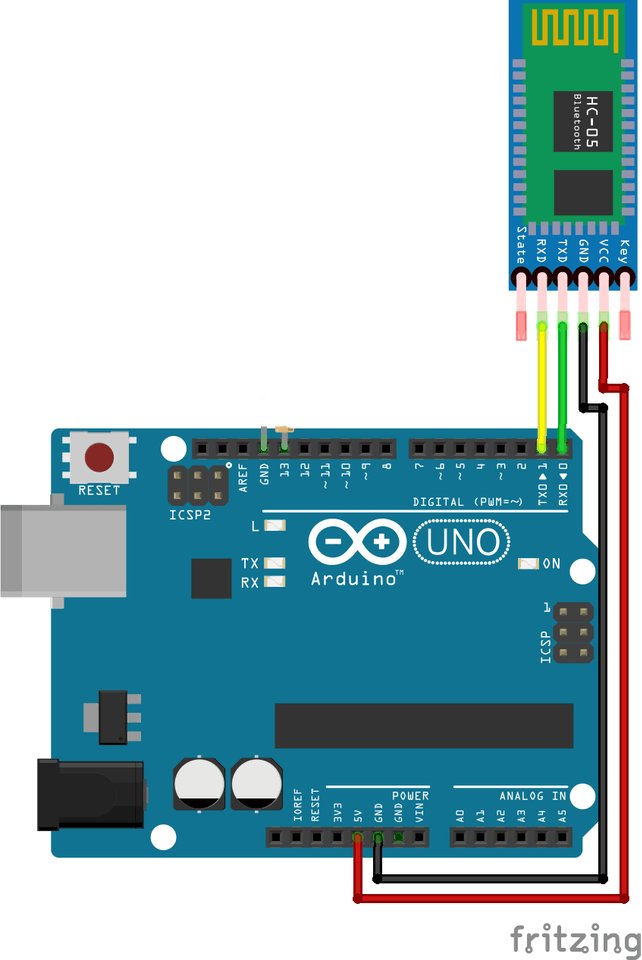 HC-05
Bluetooth
State
RXD
TXD
GND
VCC
Key
RESET
ICSP2
AREF
GND
13
12
~11
~10
~9
8
7
~6
~5
4
~3
2
TX0▶1
RX0◀0
DIGITAL (PWM=~)
L
TX
RX
Arduino™
UNO
ON
1
ICSP
IOREF
RESET
3V3
5V
GND
GND
VIN
POWER
ANALOG IN
A0
A1
A2
A3
A4
A5
fritzing